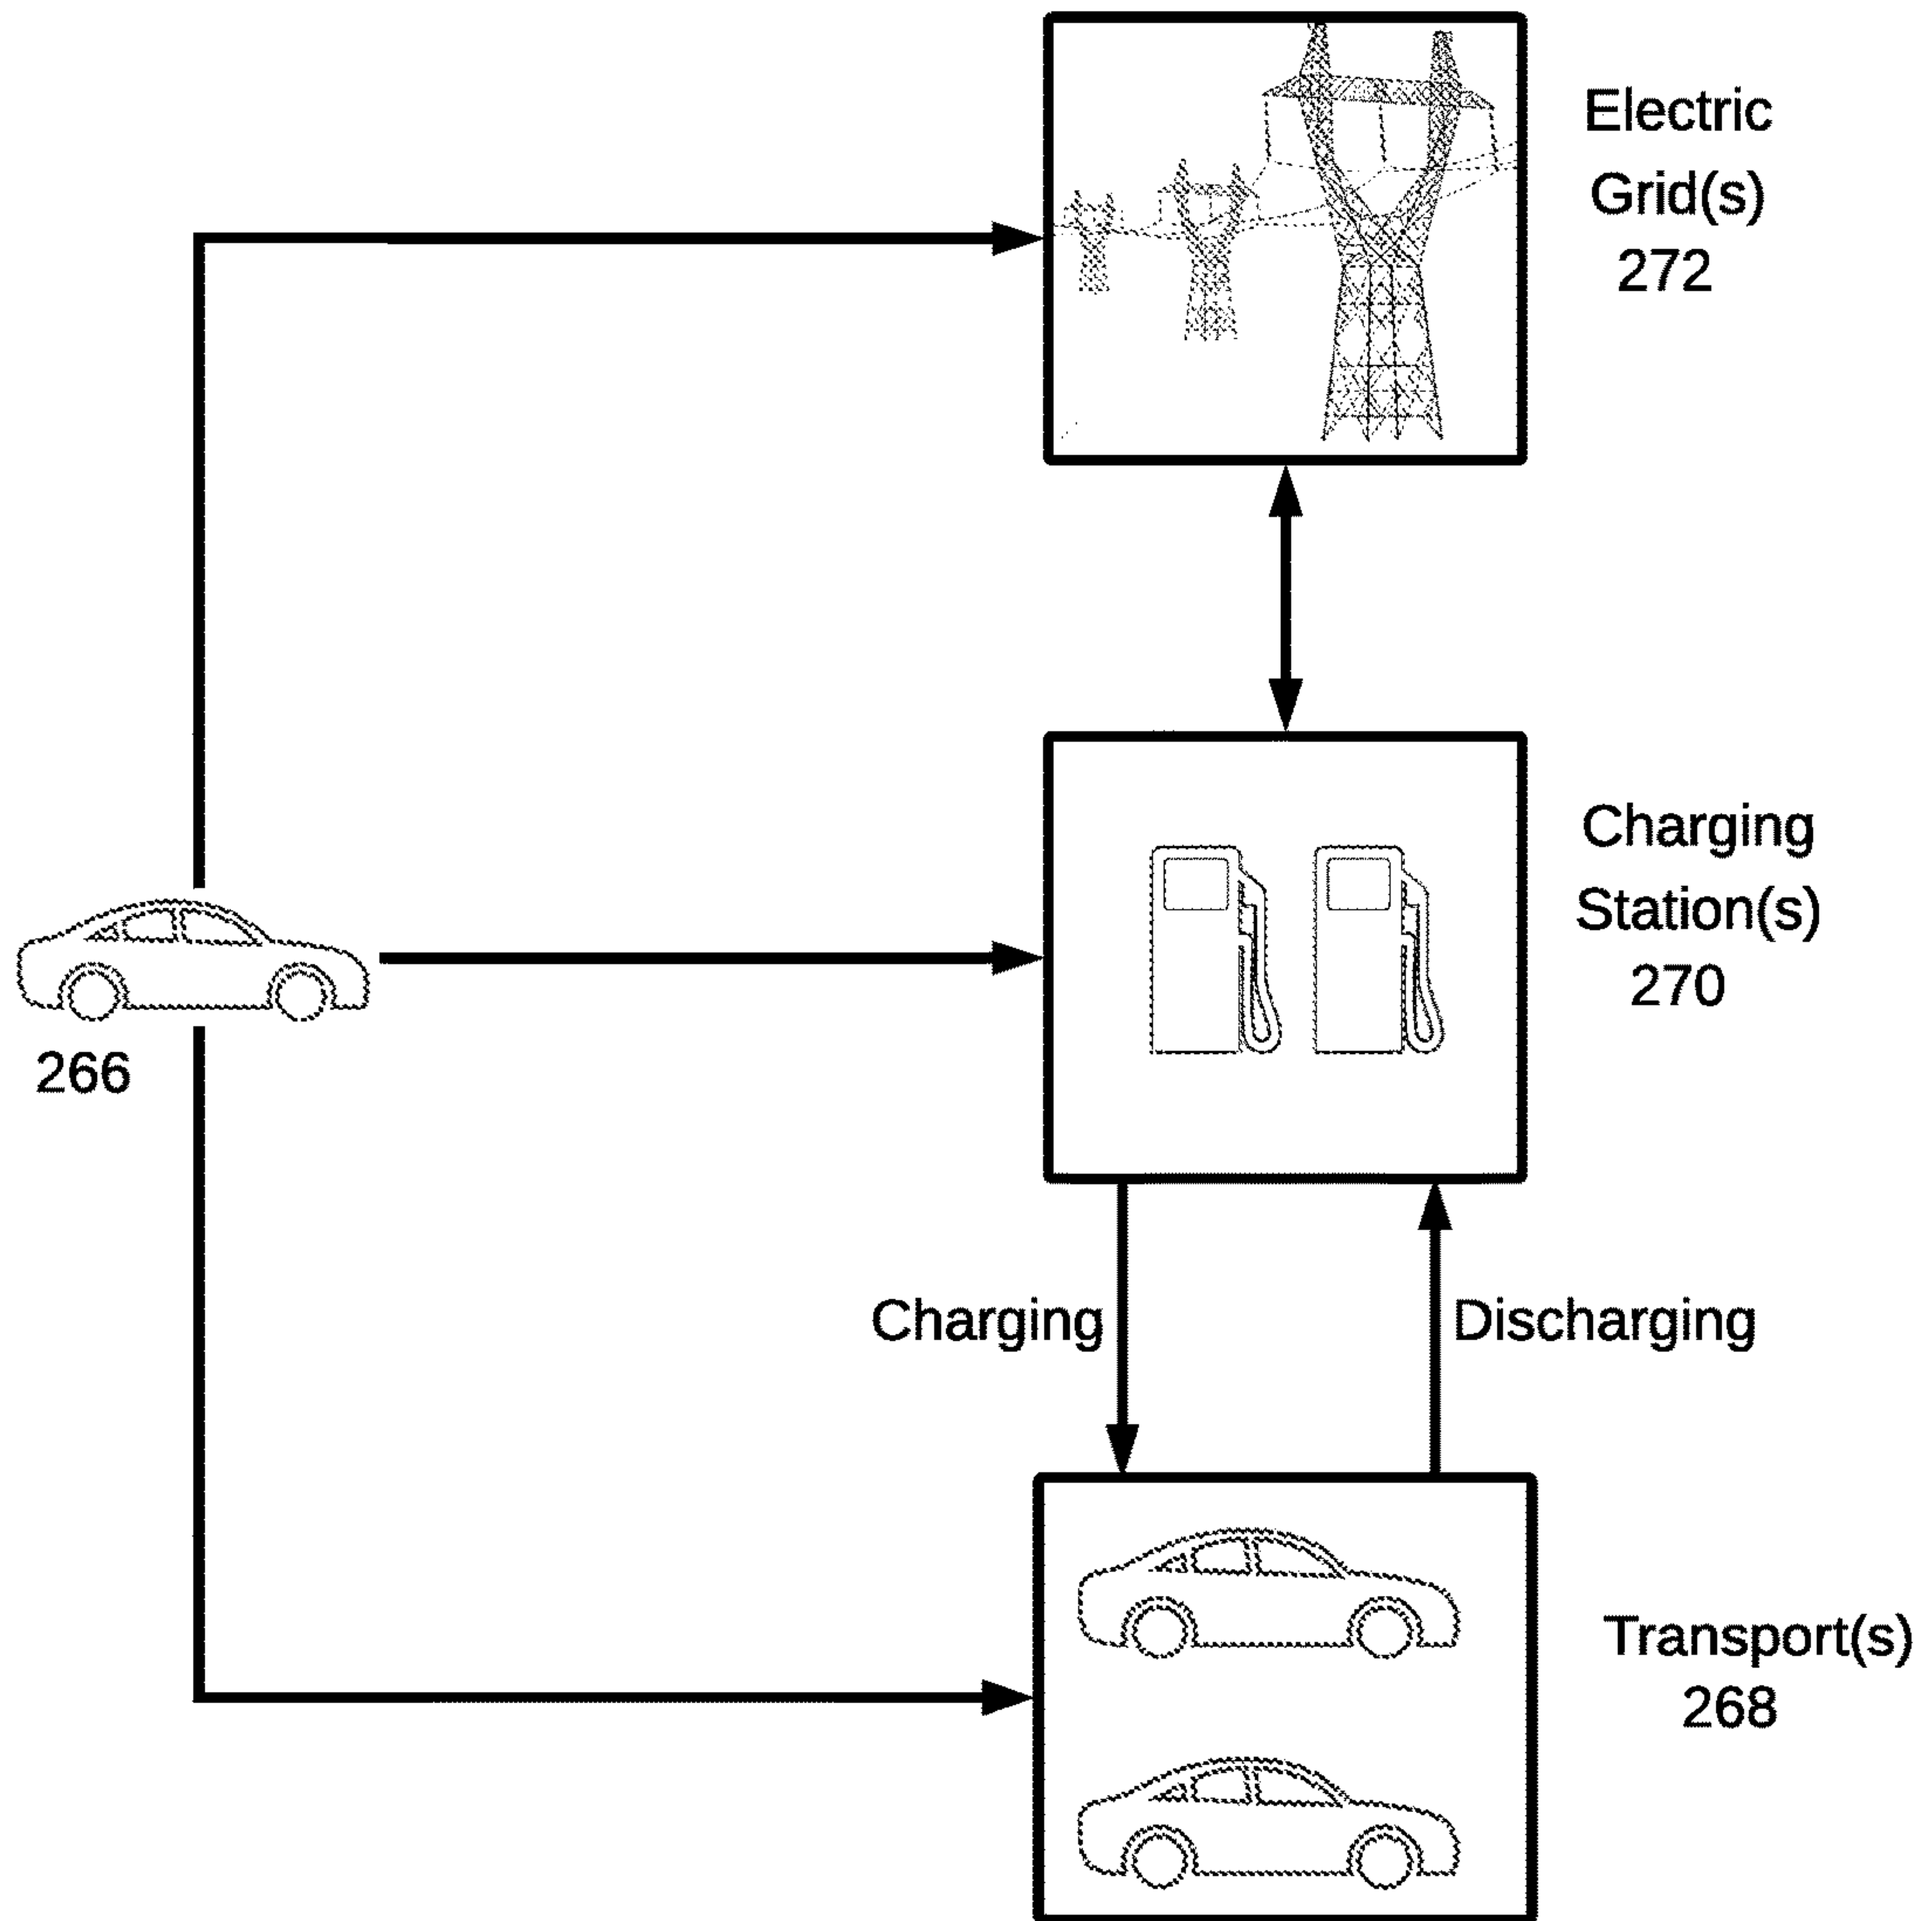 Electric
Grid(s)
272
Charging
Station(s)
270
266
Charging
Discharging
Transport(s)
268